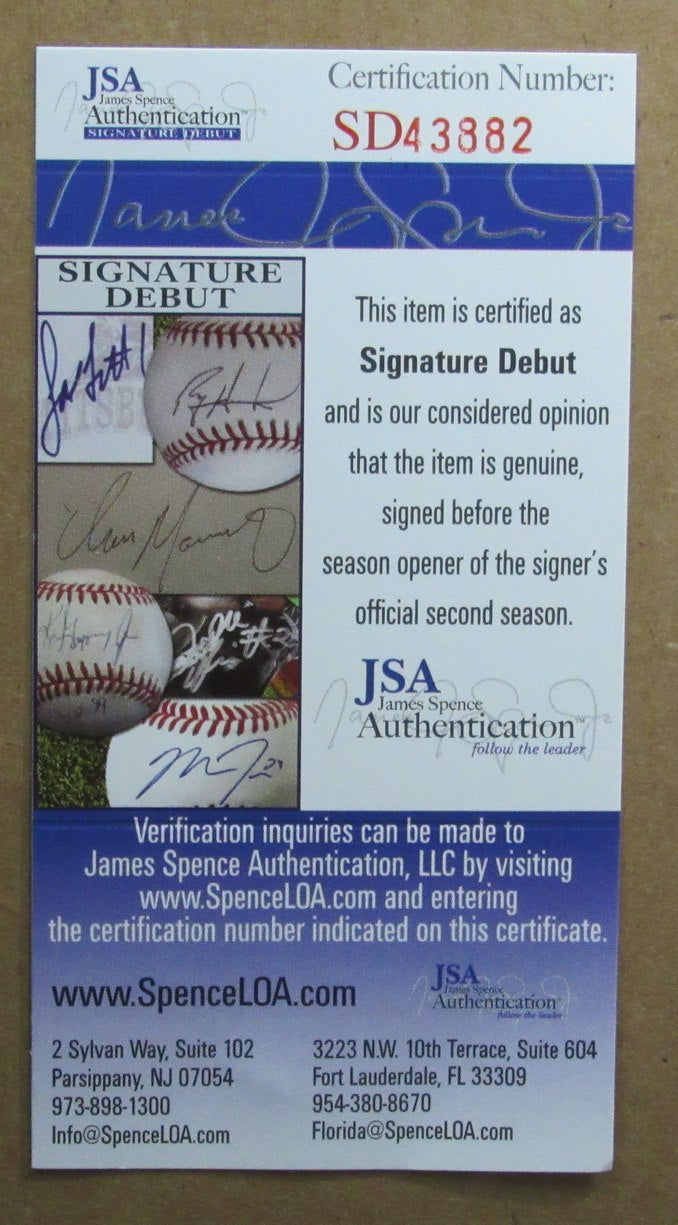 JSA
James Spence
Authentication™
SIGNATURE DEBUT
Certification Number:
SD43882
SIGNATURE
DEBUT
This item is certified as
Signature Debut
and is our considered opinion
that the item is genuine,
signed before the
season opener of the signer's
official second season.
JSA
James Spence
Authentication™
follow the leader
Verification inquiries can be made to
James Spence Authentication, LLC by visiting
www.SpenceLOA.com and entering
the certification number indicated on this certificate.
www.SpenceLOA.com
JSA
James Spence
Authentication
follow the leader
2 Sylvan Way, Suite 102
Parsippany, NJ 07054
973-898-1300
Info@SpenceLOA.com
3223 N.W. 10th Terrace, Suite 604
Fort Lauderdale, FL 33309
954-380-8670
Florida@SpenceLOA.com